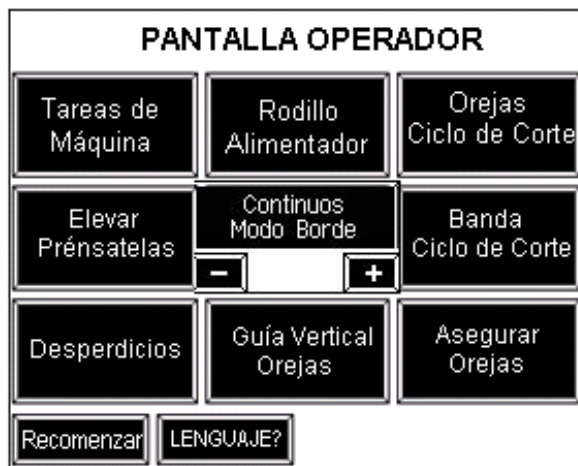 PANTALLA OPERADOR
Tareas de
Máquina
Rodillo
Alimentador
Orejas
Ciclo de Corte
Elevar
Prénsatelas
Continuos
Modo Borde
−
+
Banda
Ciclo de Corte
Desperdicios
Guía Vertical
Orejas
Asegurar
Orejas
Recomenzar
LENGUAJE?